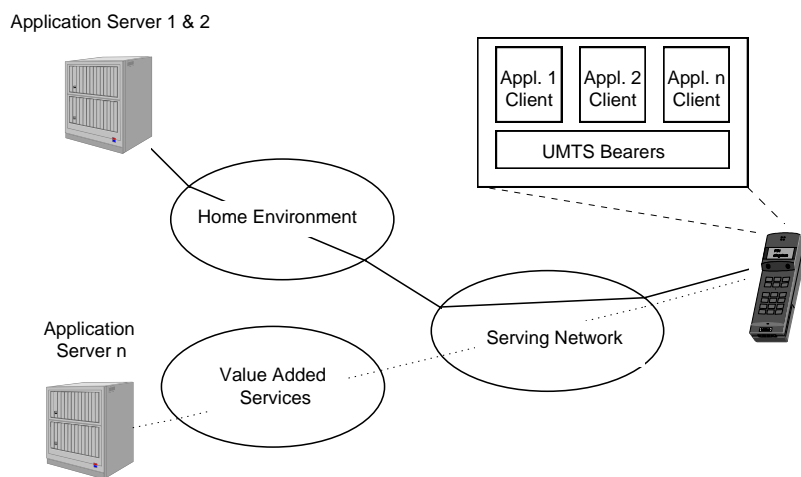 Application Server 1 & 2
Appl. 1
Client
Appl. 2
Client
Appl. n
Client
UMTS Bearers
Home Environment
Serving Network
Application
Server n
Value Added
Services